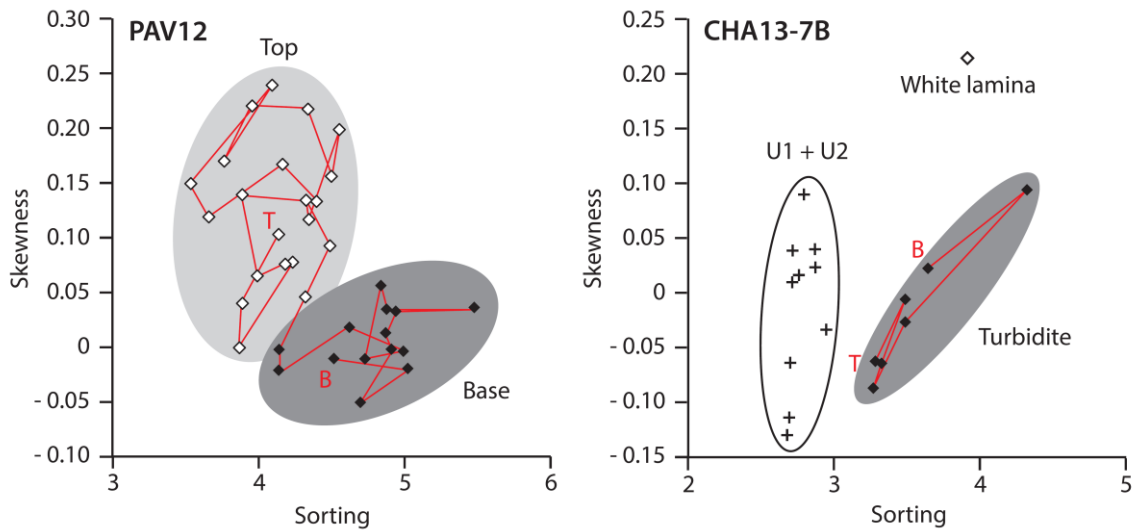 PAV12
Top
T
B
Base
0.30
0.25
0.20
0.15
0.10
0.05
0
- 0.05
- 0.10
3
4
5
6
Skewness
Sorting
CHA13-7B
White lamina
U1 + U2
B
T
Turbidite
0.25
0.20
0.15
0.10
0.05
0
-0.05
-0.10
-0.15
2
3
4
5
Skewness
Sorting